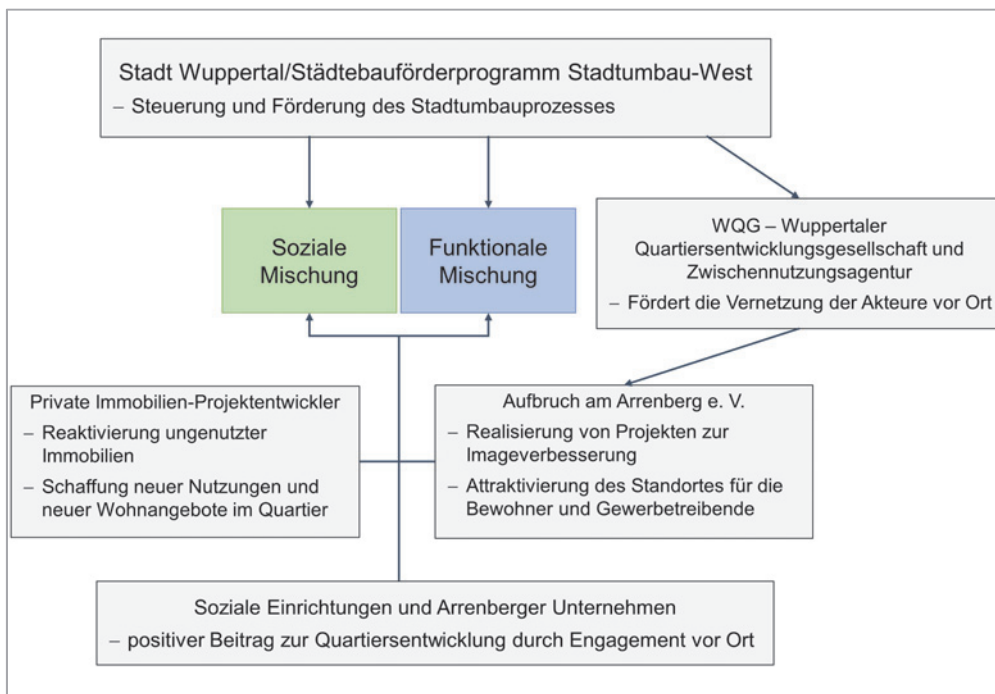 Stadt Wuppertal/Städtebauförderprogramm Stadtumbau-West
– Steuerung und Förderung des Stadtumbauprozesses
Soziale
Mischung
Funktionale
Mischung
WQG – Wuppertaler
Quartiersentwicklungsgesellschaft und
Zwischennutzungsagentur
– Fördert die Vernetzung der Akteure vor Ort
Private Immobilien-Projektentwickler
– Reaktivierung ungenutzter
Immobilien
– Schaffung neuer Nutzungen und
neuer Wohnangebote im Quartier
Aufbruch am Arrenberg e. V.
– Realisierung von Projekten zur
Imageverbesserung
– Attraktivierung des Standortes für die
Bewohner und Gewerbetreibende
Soziale Einrichtungen und Arrenberger Unternehmen
– positiver Beitrag zur Quartiersentwicklung durch Engagement vor Ort